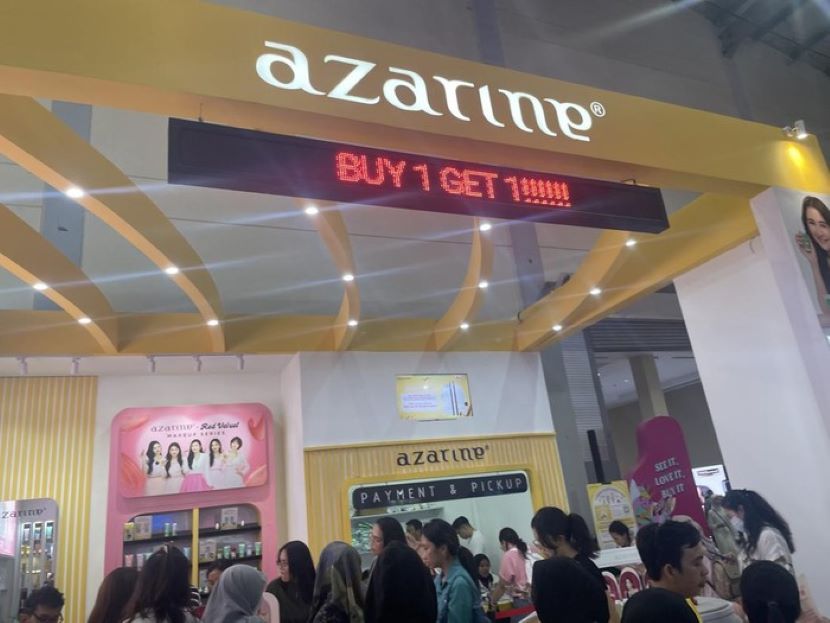 azarine®
BUY 1 GET 1!!!!!!
azarine × Red Velvet
MAKEUP SERIES
azarine®
PAYMENT & PICKUP
SEE IT,
LOVE IT,
BUY IT
azarine